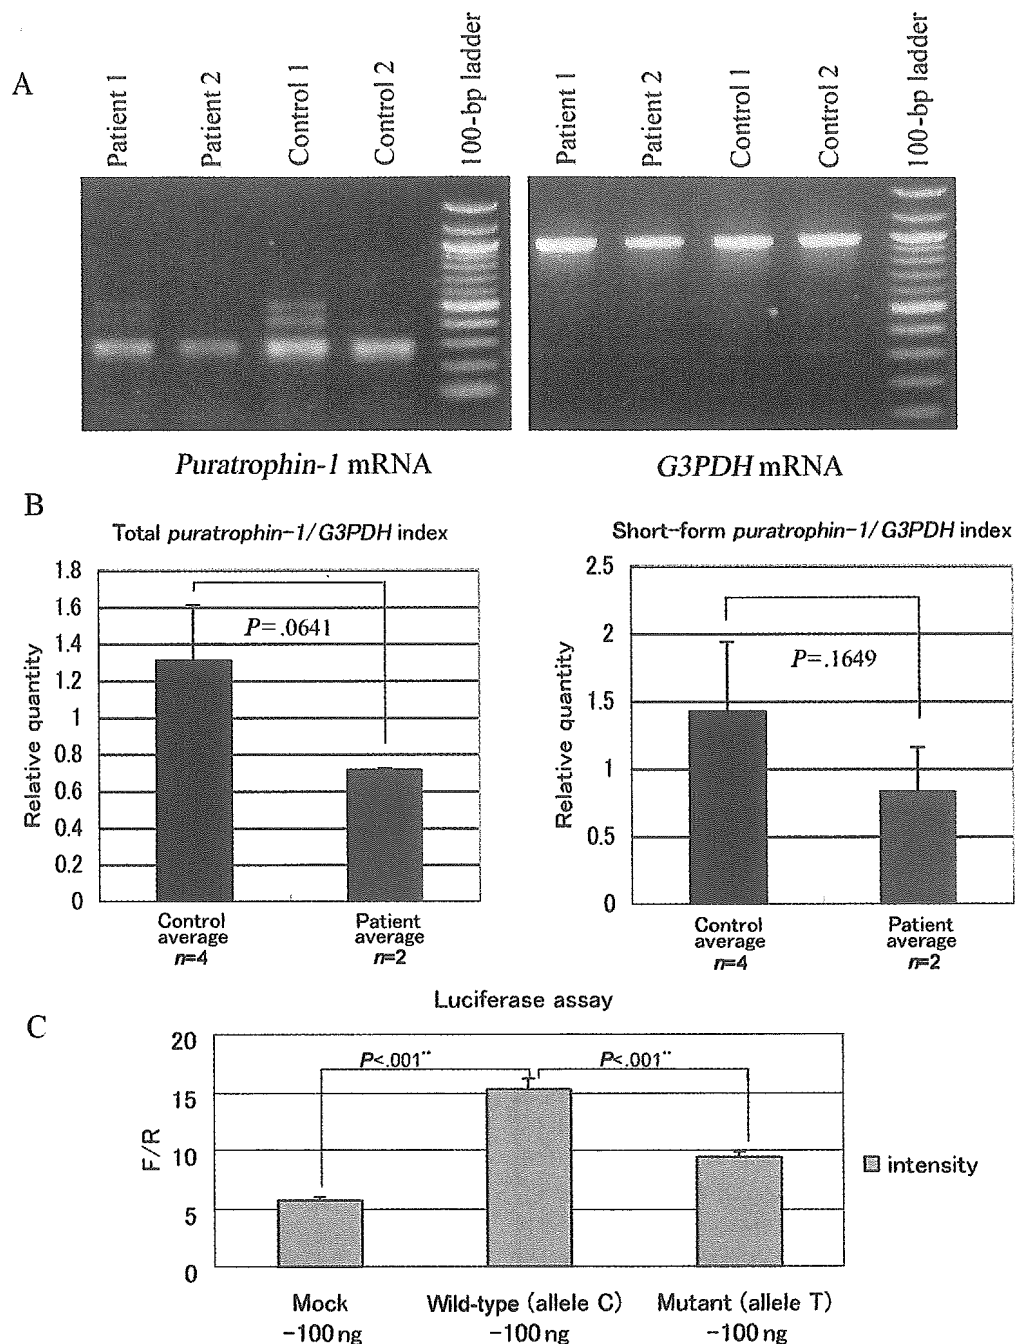 A
Patient 1
Patient 2
Control 1
Control 2
100-bp ladder
Patient 1
Patient 2
Control 1
Control 2
100-bp ladder
Puratrophin-1 mRNA
G3PDH mRNA
B
Total puratrophin-1/G3PDH index
Relative quantity
1.8
1.6
1.4
1.2
1
0.8
0.6
0.4
0.2
0
P=.0641
Control
average
n=4
Patient
average
n=2
Short-form puratrophin-1/G3PDH index
Relative quantity
2.5
2
1.5
1
0.5
0
P=.1649
Control
average
n=4
Patient
average
n=2
C
Luciferase assay
F/R
20
15
10
5
0
P<.001**
P<.001**
intensity
Mock
-100 ng
Wild-type (allele C)
-100 ng
Mutant (allele T)
-100 ng